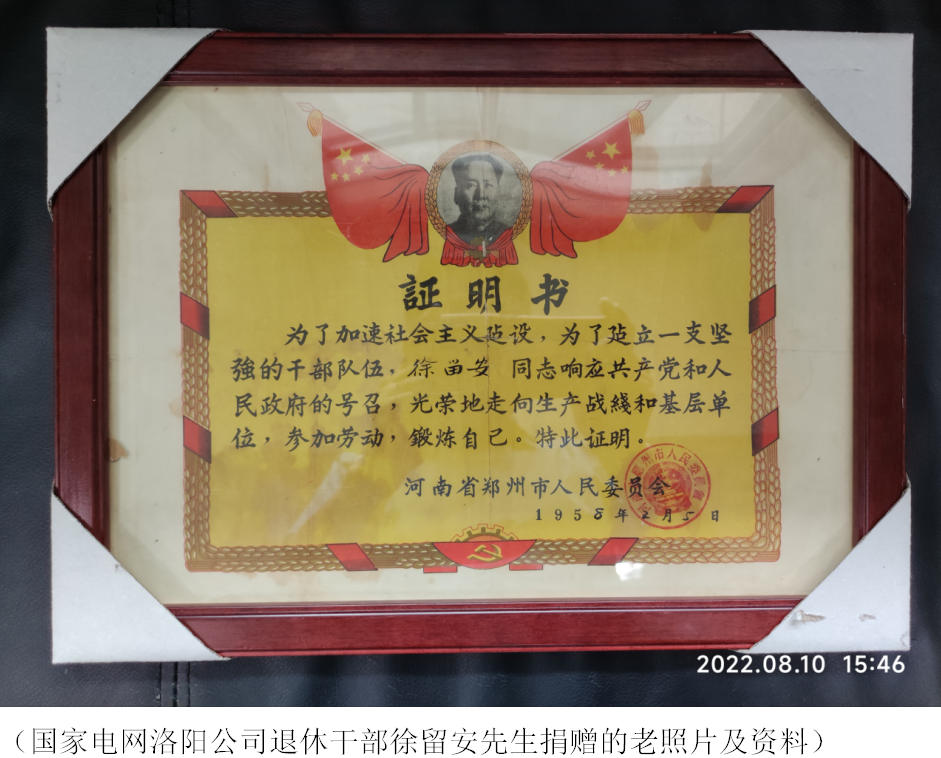 証明书
为了加速社会主义建设，为了建立一支坚
強的干部队伍，徐留安 同志响应共产党和人
民政府的号召，光荣地走向生产战綫和基层单
位，参加劳动，鍛炼自己。特此证明。
河南省郑州市人民委员会
1958年2月5日
2022.08.10 15:46
（国家电网洛阳公司退休干部徐留安先生捐赠的老照片及资料）